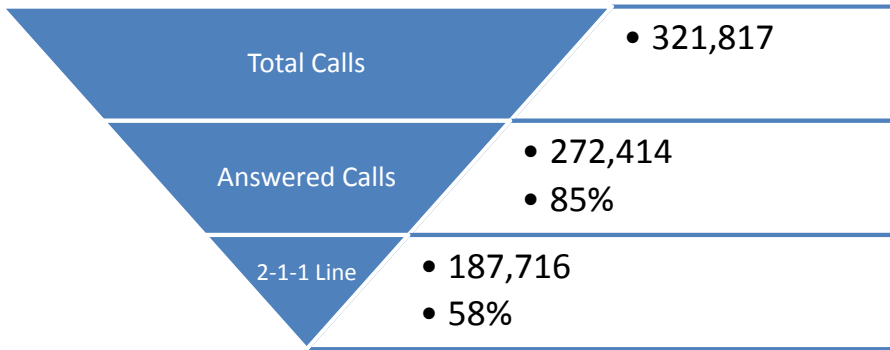 Total Calls
• 321,817
Answered Calls
• 272,414
• 85%
2-1-1 Line
• 187,716
• 58%